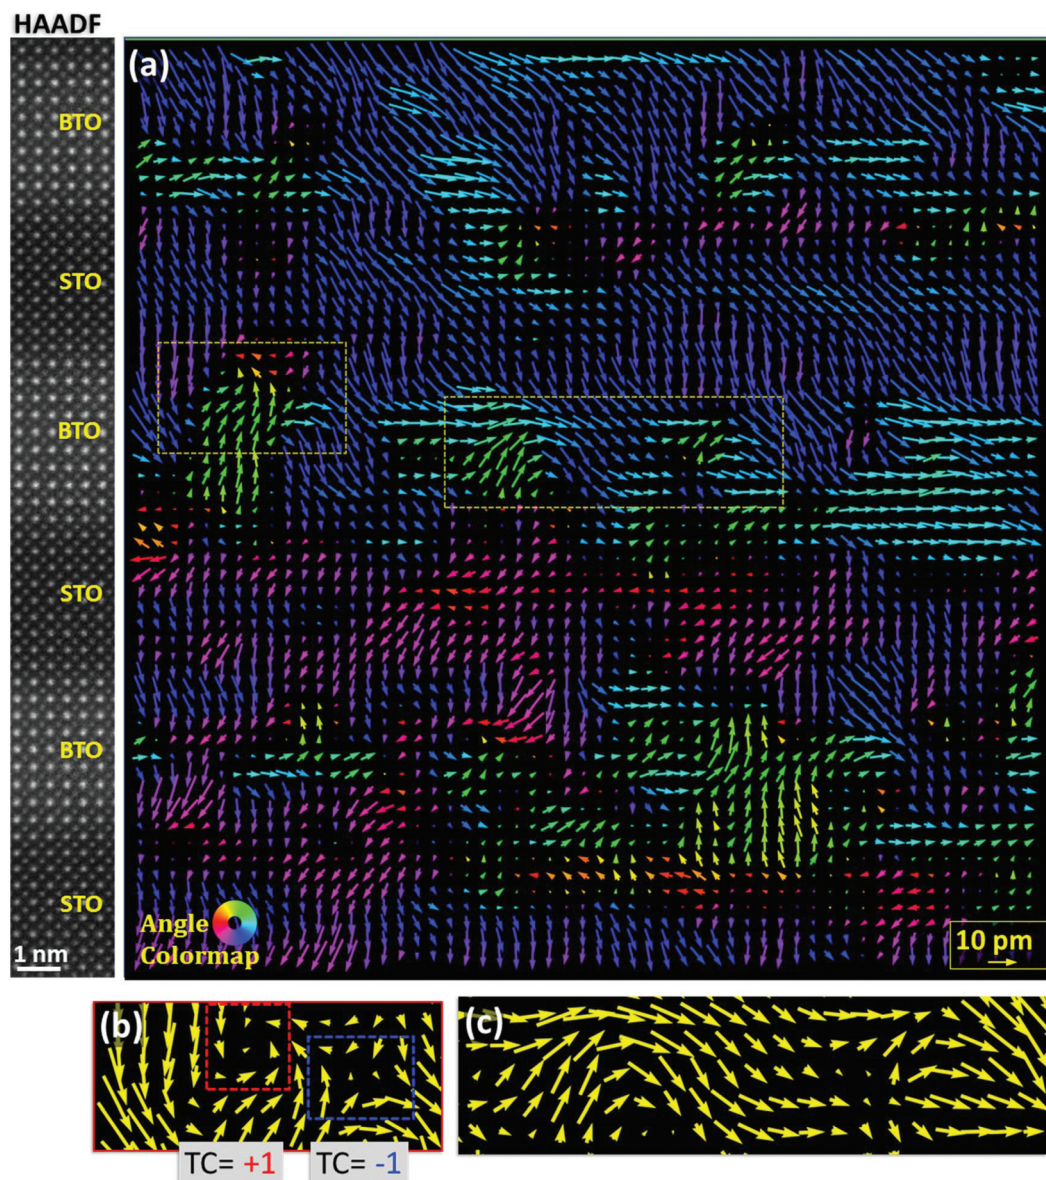 HAADF
(a)
BTO
STO
BTO
STO
BTO
STO
1 nm
Angle
Colormap
10 pm
(b)
(c)
TC= +1
TC= -1